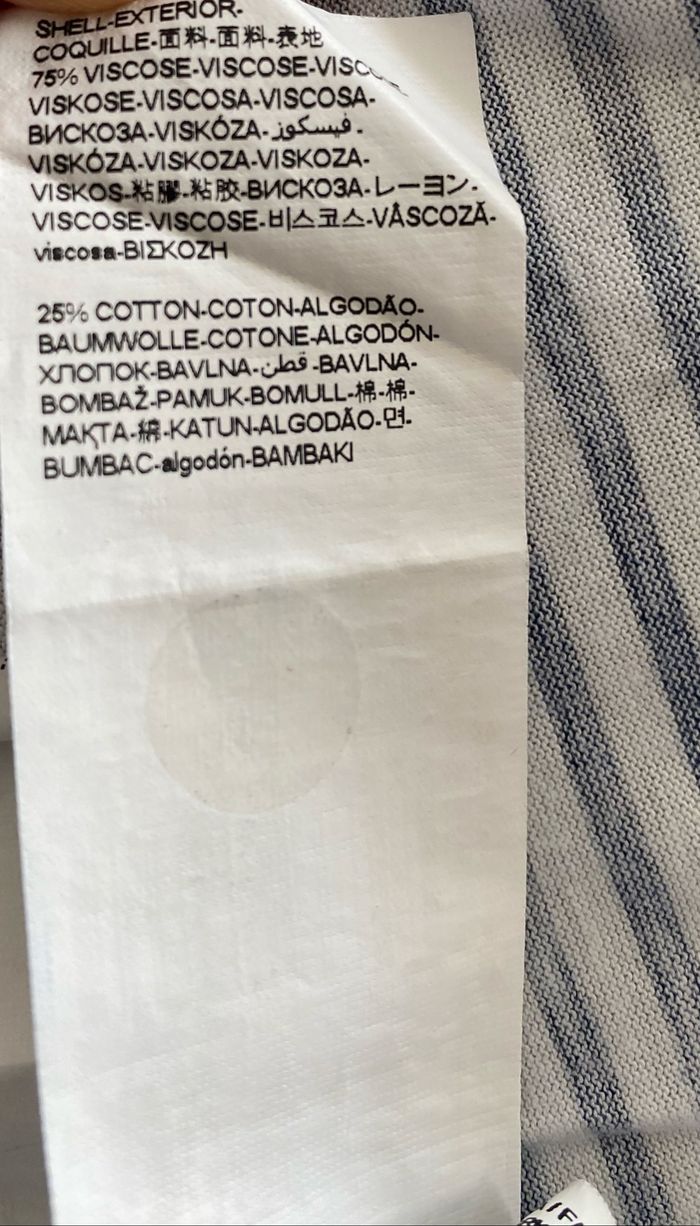 SHELL-EXTERIOR-
COQUILLE-面料-面料-表地
75% VISCOSE-VISCOSE-VISCOSE
VISKOSE-VISCOSA-VISCOSA-
ВИСКОЗА-VISKÓZA-فيسكوز-
VISKÓZA-VISKOZA-VISKOZA-
VISKOS-粘膠-粘胶-ВИСКОЗА-レーヨン-
VISCOSE-VISCOSE-비스코스-VÂSCOZĂ-
viscosa-ΒΙΣΚΟΖΗ
25% COTTON-COTON-ALGODÃO-
BAUMWOLLE-COTONE-ALGODÓN-
ХЛОПОК-BAVLNA-قطن-BAVLNA-
BOMBAŽ-PAMUK-BOMULL-棉-棉-
МАҚТА-綿-KATUN-ALGODÃO-면-
BUMBAC-algodón-BAMBAKI